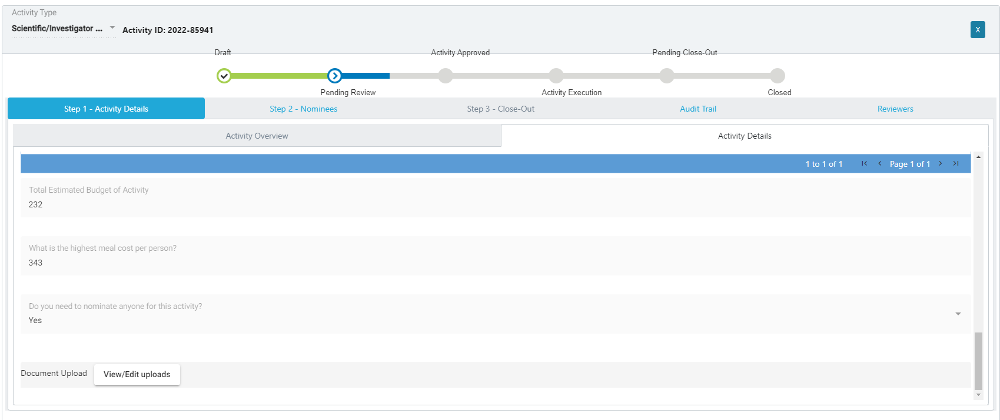 Activity Type
Scientific/Investigator ...
Activity ID: 2022-85941
X
Draft
Activity Approved
Pending Close-Out
Pending Review
Activity Execution
Closed
Step 1 - Activity Details
Step 2 - Nominees
Step 3 - Close-Out
Audit Trail
Reviewers
Activity Overview
Activity Details
1 to 1 of 1
Page 1 of 1
Total Estimated Budget of Activity
232
What is the highest meal cost per person?
343
Do you need to nominate anyone for this activity?
Yes
Document Upload
View/Edit uploads